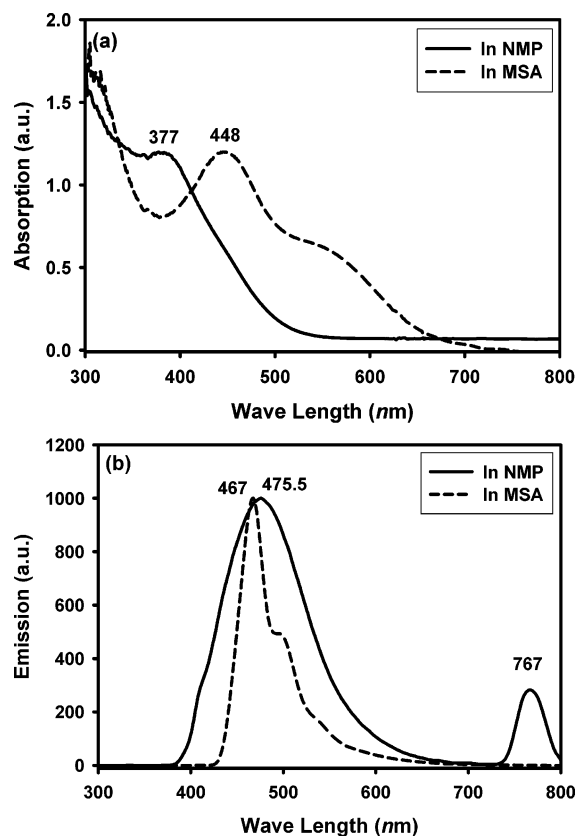 (a)
In NMP
In MSA
377
448
2.0
1.5
1.0
0.5
0.0
Absorption (a.u.)
300 400 500 600 700 800
Wave Length (nm)
(b)
In NMP
In MSA
467
475.5
767
1200
1000
800
600
400
200
0
Emission (a.u.)
300 400 500 600 700 800
Wave Length (nm)